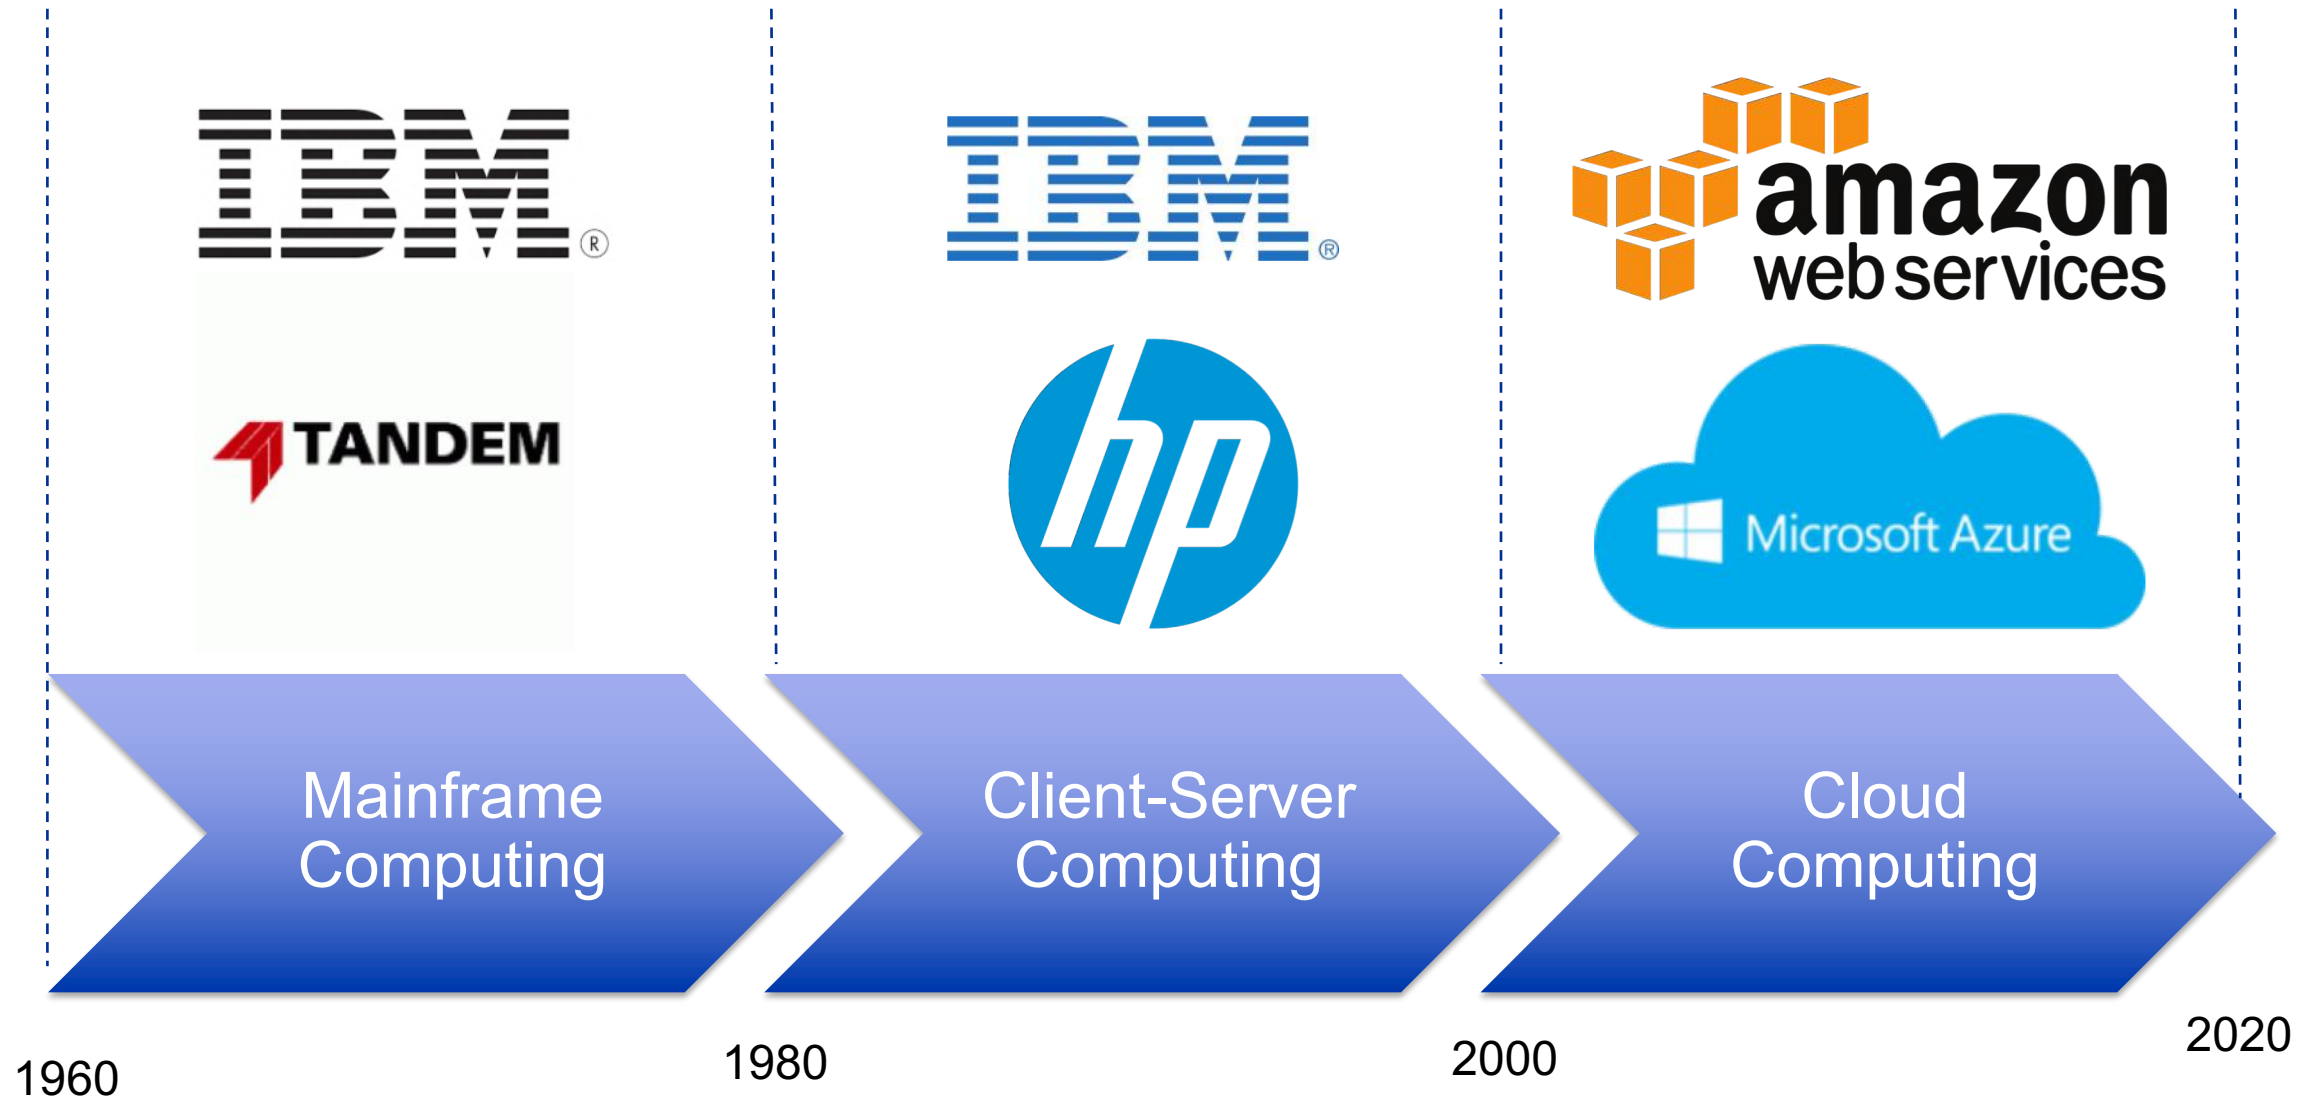 IBM®
TANDEM
IBM®
hp
amazon
web services
Microsoft Azure
Mainframe
Computing
Client-Server
Computing
Cloud
Computing
1960
1980
2000
2020